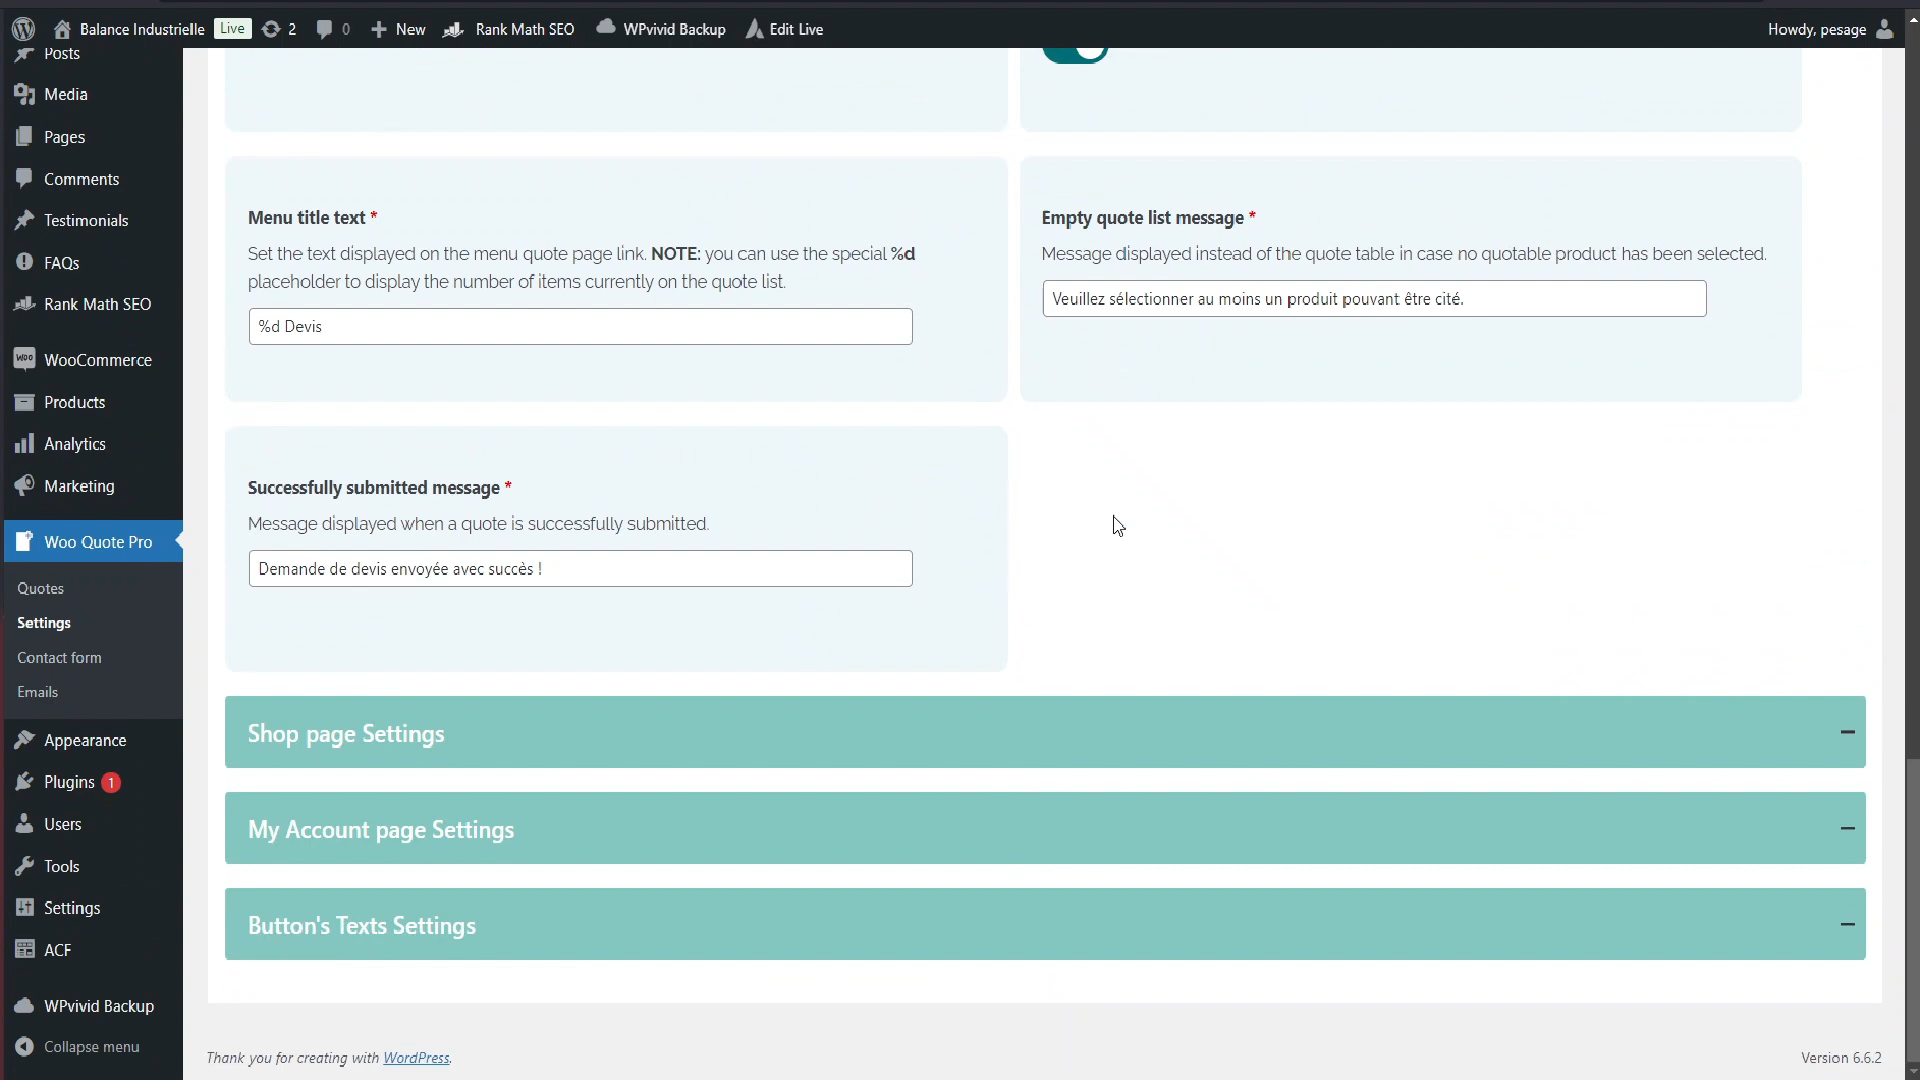 Balance Industrielle Live 2 0 New Rank Math SEO WPvivid Backup Edit Live Howdy, pesage
Posts
Media
Pages
Comments
Testimonials
FAQs
Rank Math SEO
WooCommerce
Products
Analytics
Marketing
Woo Quote Pro
Quotes
Settings
Contact form
Emails
Appearance
Plugins 1
Users
Tools
Settings
ACF
WPvivid Backup
Collapse menu
Menu title text *
Set the text displayed on the menu quote page link. NOTE: you can use the special %d
placeholder to display the number of items currently on the quote list.
%d Devis
Empty quote list message *
Message displayed instead of the quote table in case no quotable product has been selected.
Veuillez sélectionner au moins un produit pouvant être cité.
Successfully submitted message *
Message displayed when a quote is successfully submitted.
Demande de devis envoyée avec succès !
Shop page Settings
My Account page Settings
Button's Texts Settings
Thank you for creating with WordPress.
Version 6.6.2